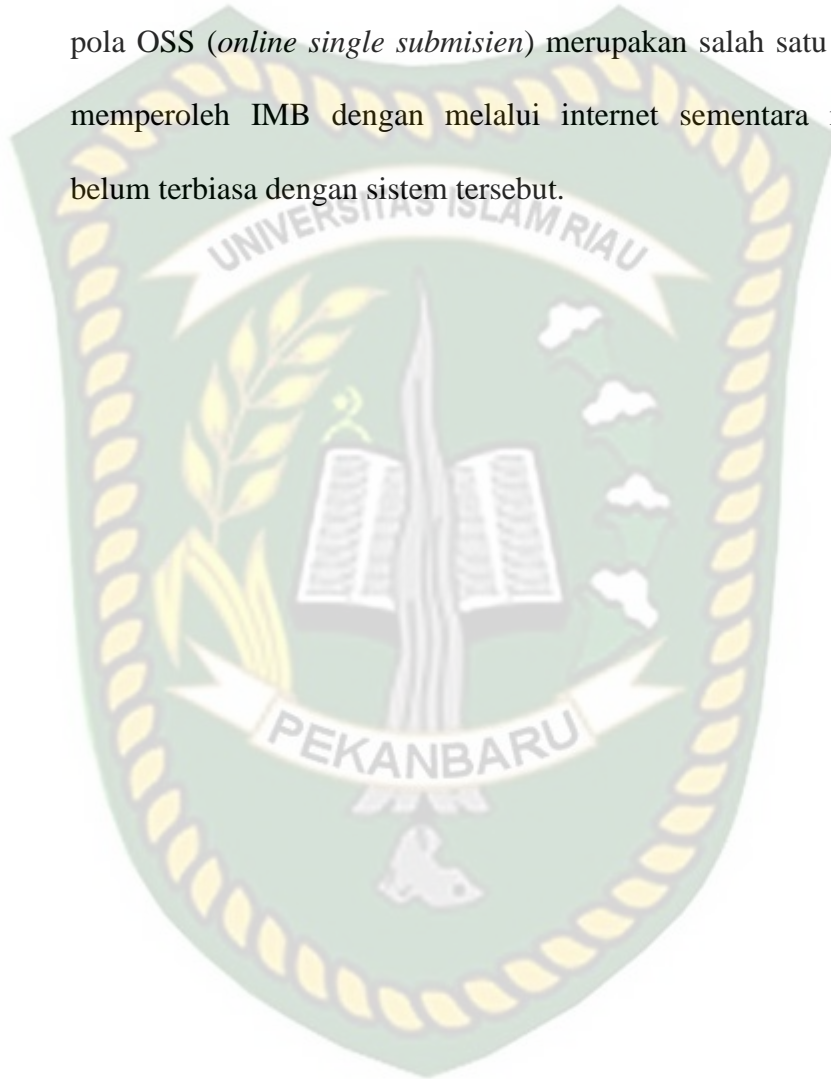 pola OSS (online single submisien) merupakan salah satu
memperoleh IMB dengan melalui internet sementara
belum terbiasa dengan sistem tersebut.
UNIVERSITAS ISLAM RIAU
PEKANBARU